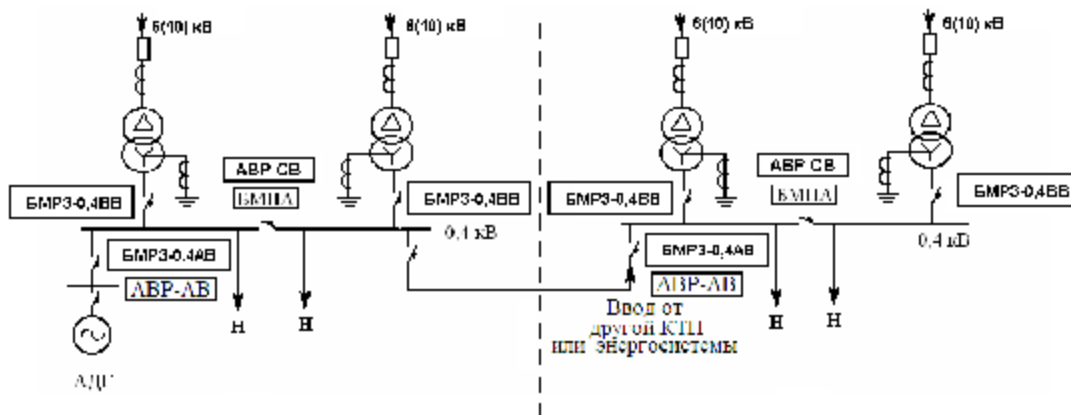 6(10) кВ
6(10) кВ
6(10) кВ
6(10) кВ
АВР СВ
БМПА
БМРЗ-0,4ВВ
БМРЗ-0,4ВВ
0,4 кВ
БМРЗ-0,4АВ
АВР-АВ
Н
Н
АДГ
АВР СВ
БМПА
БМРЗ-0,4ВВ
БМРЗ-0,4ВВ
0,4 кВ
БМРЗ-0,4АВ
АВР-АВ
Ввод от
другой КТП
или энергосистемы
Н
Н